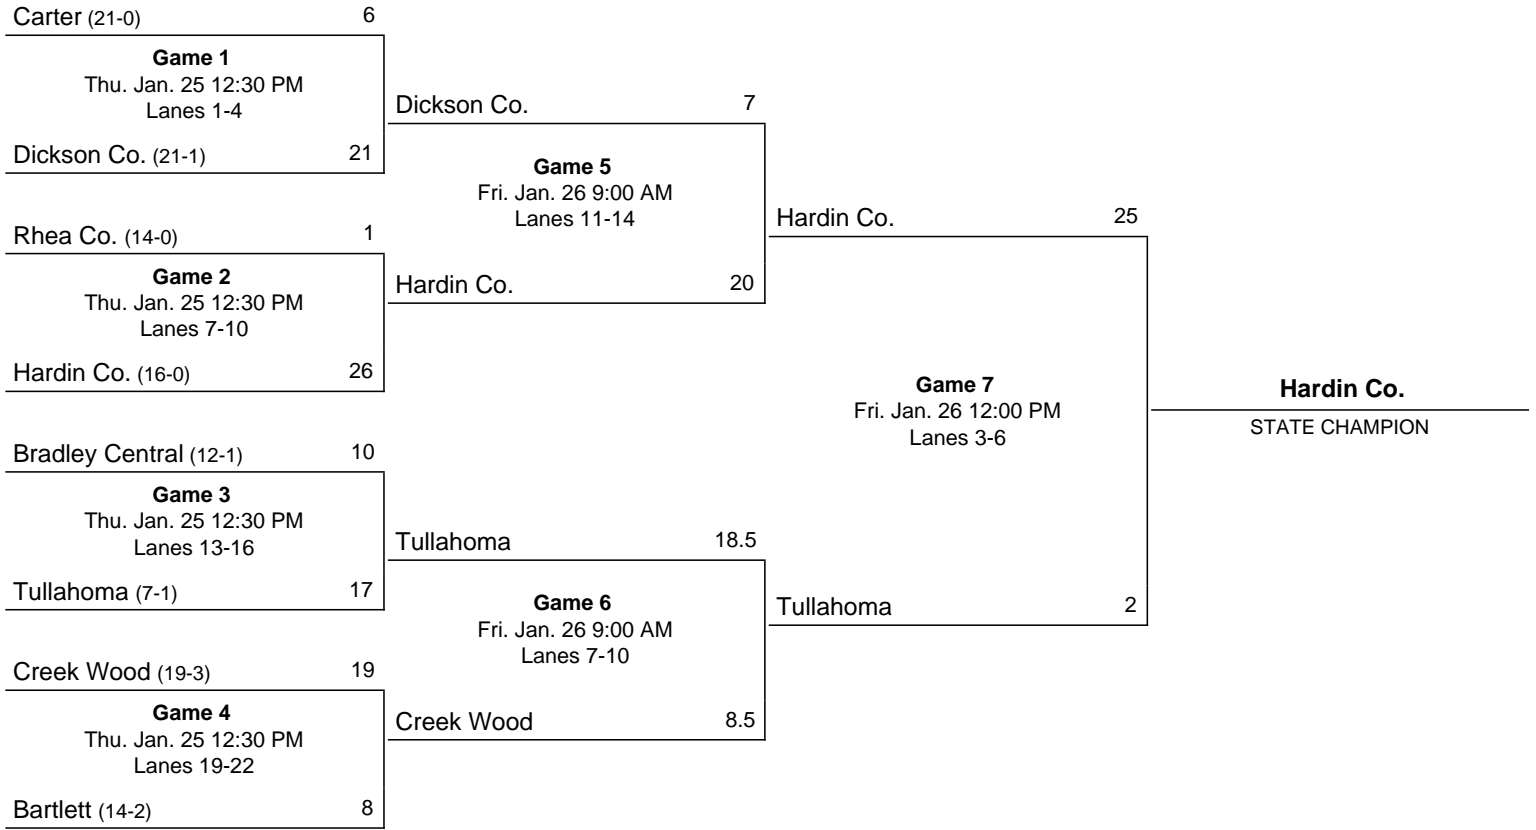 Carter (21-0) 6
Game 1
Thu. Jan. 25 12:30 PM
Lanes 1-4
Dickson Co. (21-1) 21
Rhea Co. (14-0) 1
Game 2
Thu. Jan. 25 12:30 PM
Lanes 7-10
Hardin Co. (16-0) 26
Bradley Central (12-1) 10
Game 3
Thu. Jan. 25 12:30 PM
Lanes 13-16
Tullahoma (7-1) 17
Creek Wood (19-3) 19
Game 4
Thu. Jan. 25 12:30 PM
Lanes 19-22
Bartlett (14-2) 8
Dickson Co. 7
Game 5
Fri. Jan. 26 9:00 AM
Lanes 11-14
Hardin Co. 20
Tullahoma 18.5
Game 6
Fri. Jan. 26 9:00 AM
Lanes 7-10
Creek Wood 8.5
Hardin Co. 25
Game 7
Fri. Jan. 26 12:00 PM
Lanes 3-6
Tullahoma 2
Hardin Co.
STATE CHAMPION